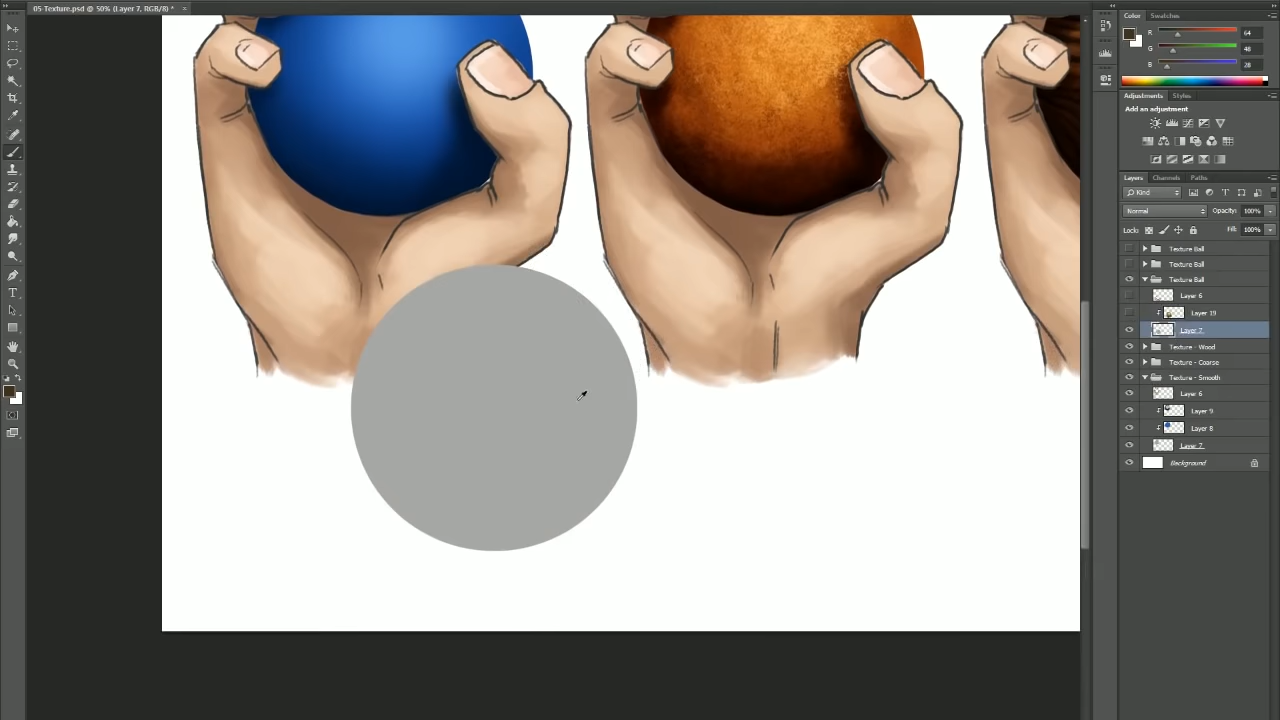 05-Texture.psd @ 50% (Layer 7, RGB/8) * ×
Color Swatches
R 64
G 48
B 28
Adjustments Styles
Add an adjustment
Layers Channels Paths
Kind
Normal Opacity: 100%
Lock: Fill: 100%
Texture Ball
Texture Ball
Texture Ball
Layer 6
Layer 19
Layer 7
Texture - Wood
Texture - Coarse
Texture - Smooth
Layer 6
Layer 9
Layer 8
Layer 7
Background